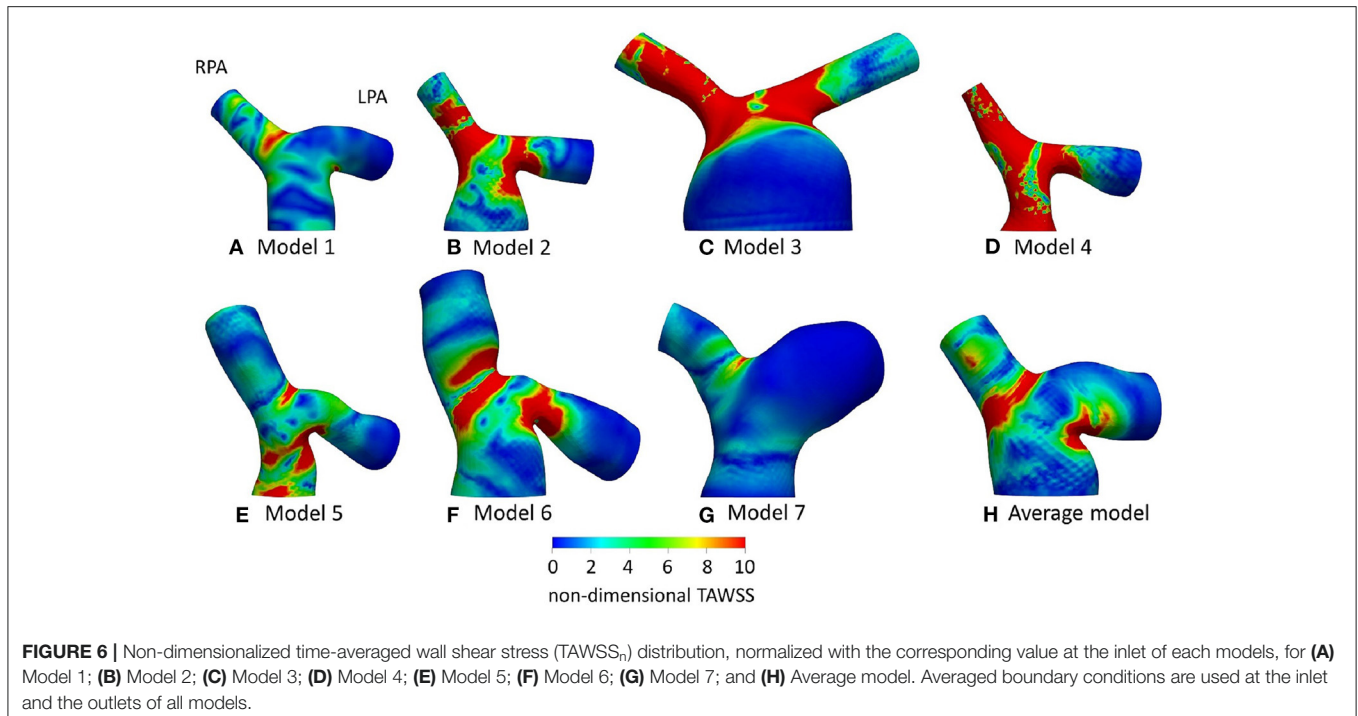 RPA
LPA
A Model 1
B Model 2
C Model 3
D Model 4
E Model 5
F Model 6
G Model 7
H Average model
0 2 4 6 8 10
non-dimensional TAWSS
FIGURE 6 | Non-dimensionalized time-averaged wall shear stress (TAWSSn) distribution, normalized with the corresponding value at the inlet of each models, for (A)
Model 1; (B) Model 2; (C) Model 3; (D) Model 4; (E) Model 5; (F) Model 6; (G) Model 7; and (H) Average model. Averaged boundary conditions are used at the inlet
and the outlets of all models.